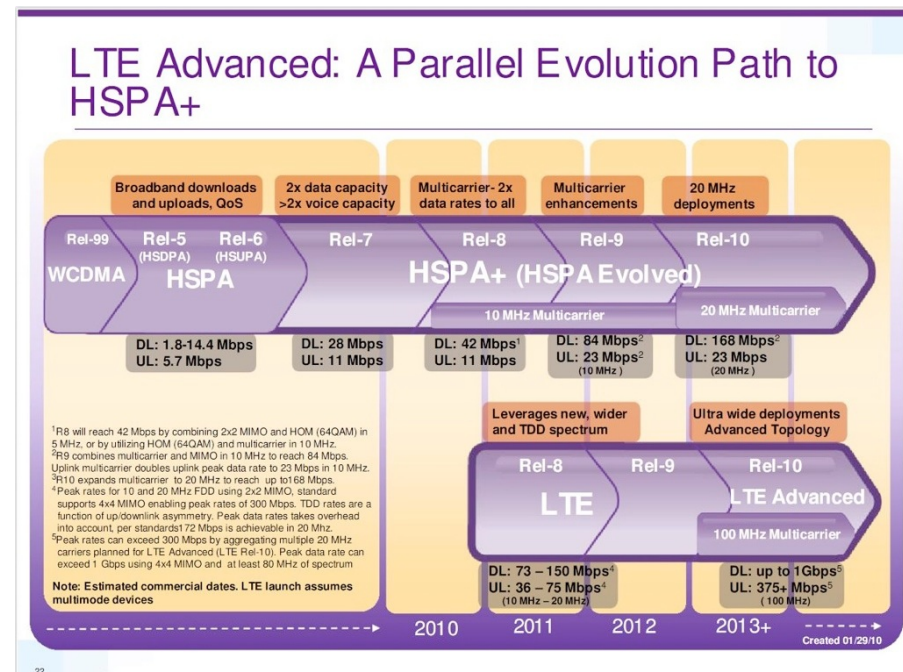 LTE Advanced: A Parallel Evolution Path to
HSPA+
Broadband downloads
and uploads, QoS
2x data capacity
>2x voice capacity
Multicarrier- 2x
data rates to all
Multicarrier
enhancements
20 MHz
deployments
Rel-99
WCDMA
Rel-5
(HSDPA)
Rel-6
(HSUPA)
HSPA
Rel-7
Rel-8
Rel-9
Rel-10
HSPA+ (HSPA Evolved)
10 MHz Multicarrier
20 MHz Multicarrier
DL: 1.8-14.4 Mbps
UL: 5.7 Mbps
DL: 28 Mbps
UL: 11 Mbps
DL: 42 Mbps¹
UL: 11 Mbps
DL: 84 Mbps²
UL: 23 Mbps²
(10 MHz )
DL: 168 Mbps²
UL: 23 Mbps
(20 MHz )
¹R8 will reach 42 Mbps by combining 2x2 MIMO and HOM (64QAM) in
5 MHz, or by utilizing HOM (64QAM) and multicarrier in 10 MHz.
²R9 combines multicarrier and MIMO in 10 MHz to reach 84 Mbps.
Uplink multicarrier doubles uplink peak data rate to 23 Mbps in 10 MHz.
³R10 expands multicarrier to 20 MHz to reach up to168 Mbps.
⁴Peak rates for 10 and 20 MHz FDD using 2x2 MIMO, standard
supports 4x4 MIMO enabling peak rates of 300 Mbps. TDD rates are a
function of up/downlink asymmetry. Peak data rates takes overhead
into account, per standards172 Mbps is achievable in 20 Mhz.
⁵Peak rates can exceed 300 Mbps by aggregating multiple 20 MHz
carriers planned for LTE Advanced (LTE Rel-10). Peak data rate can
exceed 1 Gbps using 4x4 MIMO and at least 80 MHz of spectrum
Note: Estimated commercial dates. LTE launch assumes
multimode devices
Leverages new, wider
and TDD spectrum
Ultra wide deployments
Advanced Topology
Rel-8
Rel-9
Rel-10
LTE
LTE Advanced
100 MHz Multicarrier
DL: 73 – 150 Mbps⁴
UL: 36 – 75 Mbps⁴
(10 MHz – 20 MHz)
DL: up to 1Gbps⁵
UL: 375+ Mbps⁵
( 100 MHz)
2010
2011
2012
2013+
Created 01/29/10